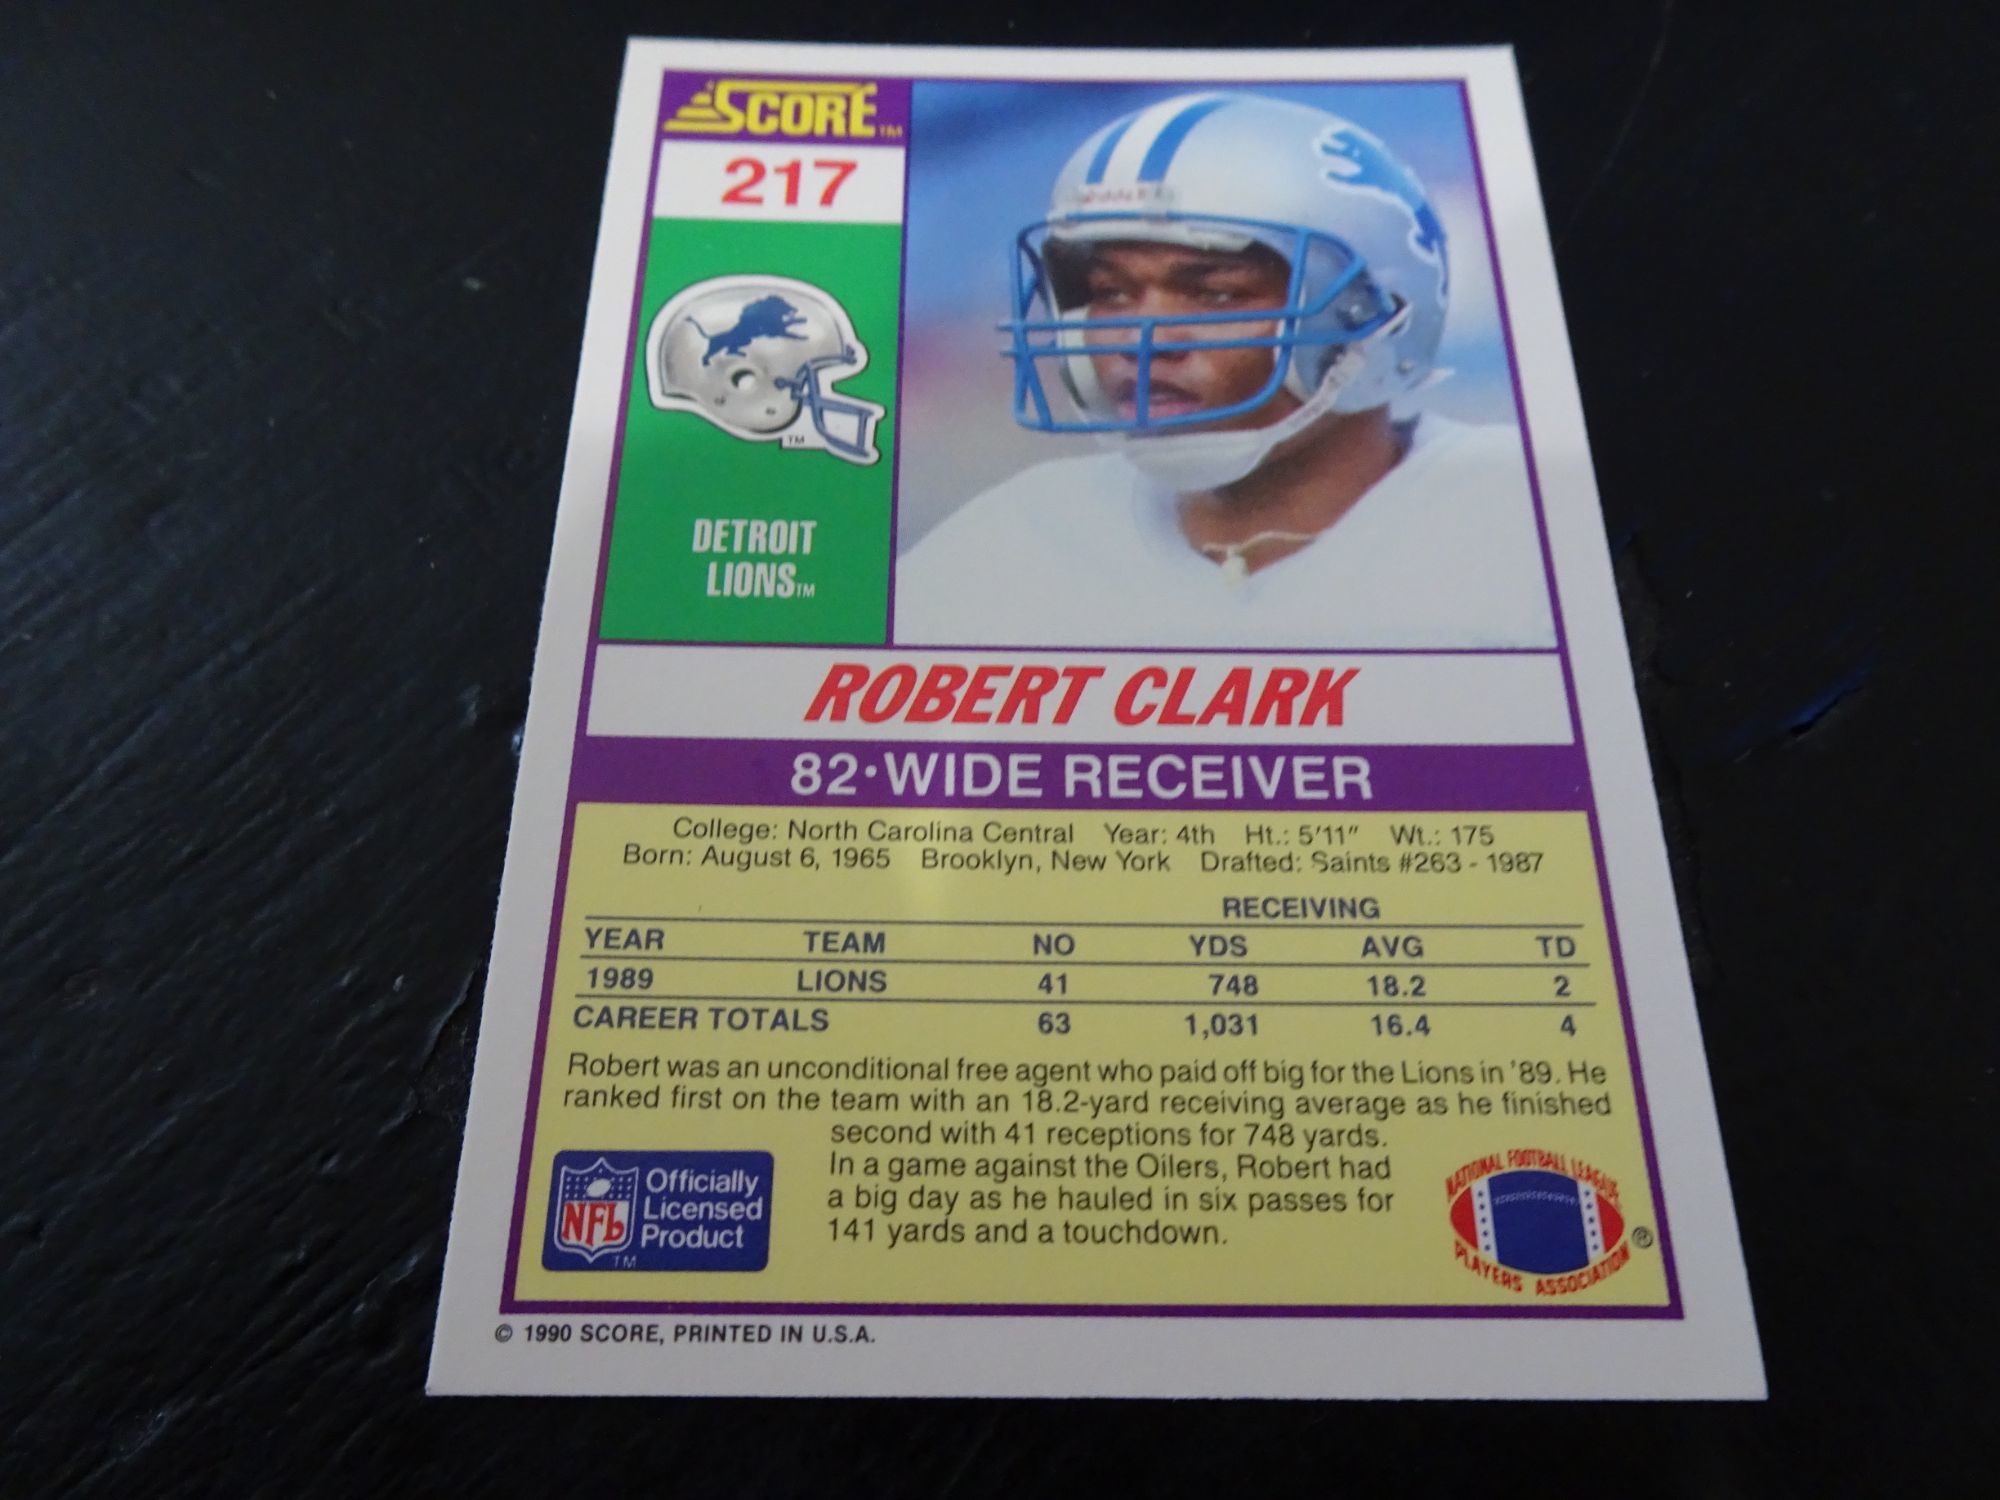 SCORE TM
217
Riddell
TM
DETROIT
LIONS TM
ROBERT CLARK
82·WIDE RECEIVER
College: North Carolina Central Year: 4th Ht.: 5'11" Wt.: 175
Born: August 6, 1965 Brooklyn, New York Drafted: Saints #263 - 1987
RECEIVING
YEAR TEAM NO YDS AVG TD
1989 LIONS 41 748 18.2 2
CAREER TOTALS 63 1,031 16.4 4
Robert was an unconditional free agent who paid off big for the Lions in '89. He
ranked first on the team with an 18.2-yard receiving average as he finished
second with 41 receptions for 748 yards.
In a game against the Oilers, Robert had
a big day as he hauled in six passes for
141 yards and a touchdown.
NFL
TM
Officially
Licensed
Product
NATIONAL FOOTBALL LEAGUE
PLAYERS ASSOCIATION ®
© 1990 SCORE, PRINTED IN U.S.A.